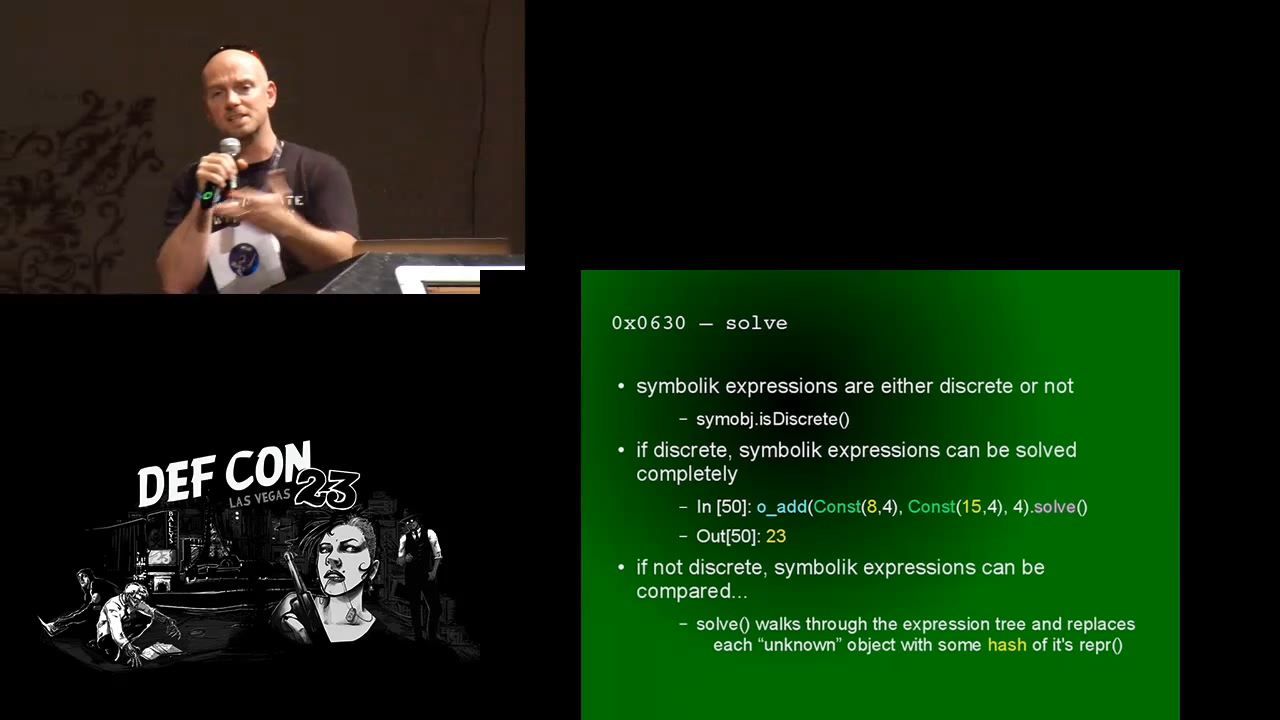 0x0630 – solve
• symbolik expressions are either discrete or not
– symobj.isDiscrete()
• if discrete, symbolik expressions can be solved
completely
– In [50]: o_add(Const(8,4), Const(15,4), 4).solve()
– Out[50]: 23
• if not discrete, symbolik expressions can be
compared...
– solve() walks through the expression tree and replaces
each “unknown” object with some hash of it's repr()
DEF CON 23
LAS VEGAS
BALLYS
23